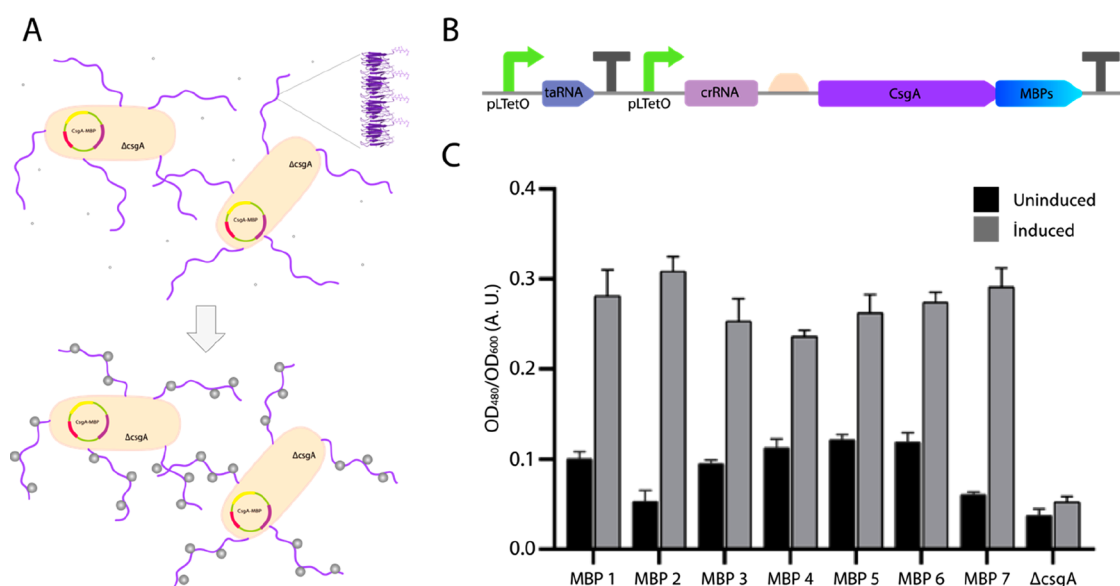 A
CsgA-MBP
ΔcsgA
ΔcsgA
CsgA-MBP
CsgA-MBP
ΔcsgA
ΔcsgA
CsgA-MBP
B
pLTetO
taRNA
pLTetO
crRNA
CsgA
MBPs
C
OD480/OD600 (A. U.)
0.4
0.3
0.2
0.1
0.0
Uninduced
İnduced
MBP 1
MBP 2
MBP 3
MBP 4
MBP 5
MBP 6
MBP 7
ΔcsgA